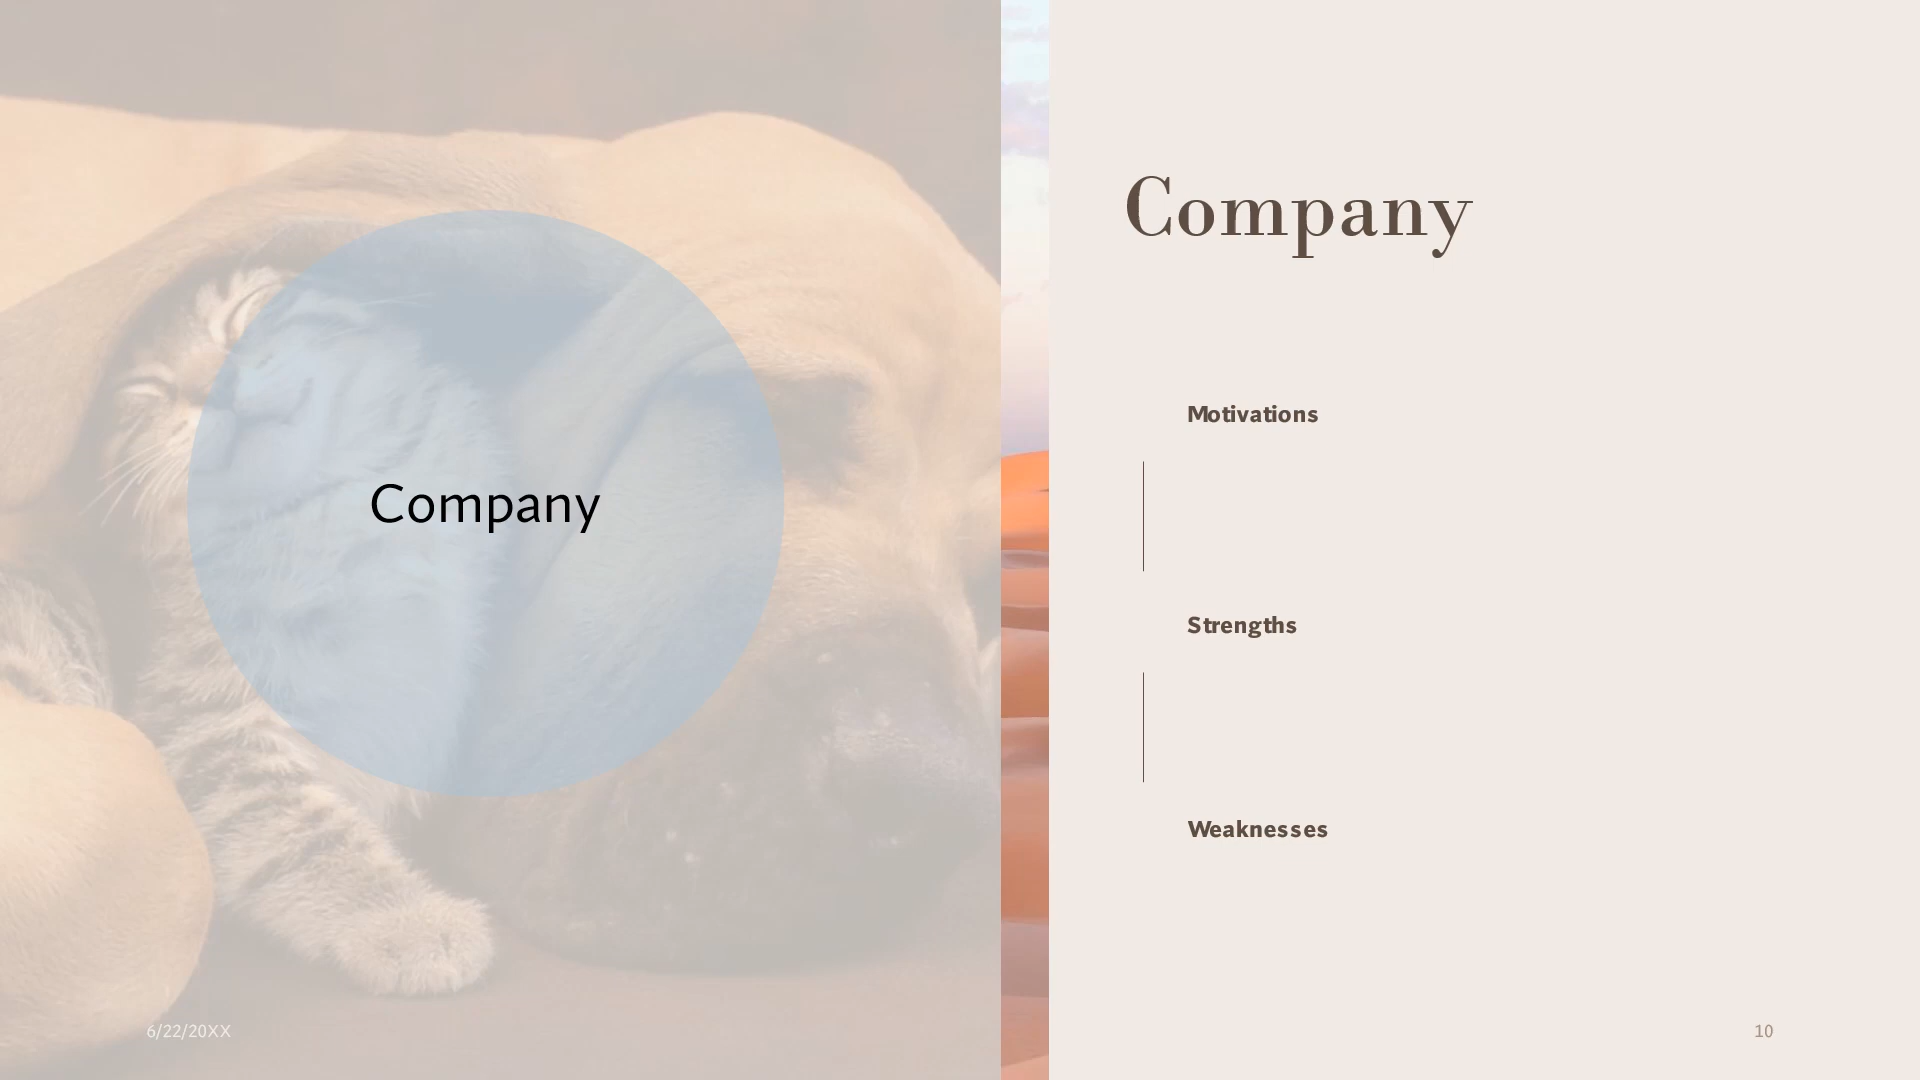 Company
Company
Motivations
Strengths
Weaknesses
6/22/20XX
10